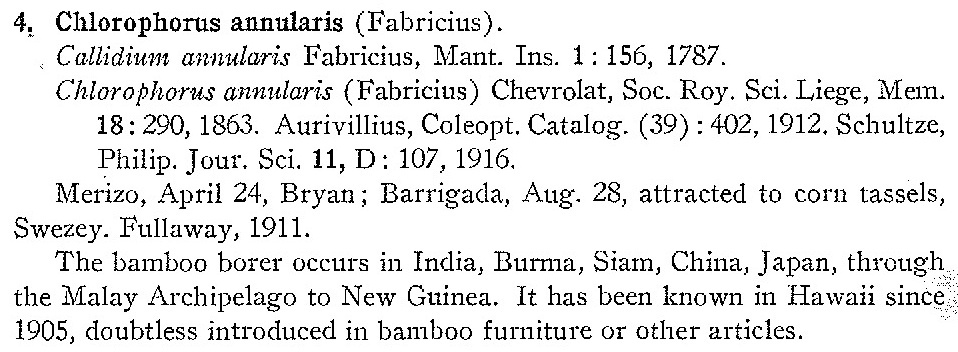 4. Chlorophorus annularis (Fabricius).
Callidium annularis Fabricius, Mant. Ins. 1: 156, 1787.
Chlorophorus annularis (Fabricius) Chevrolat, Soc. Roy. Sci. Liege, Mem.
18: 290, 1863. Aurivillius, Coleopt. Catalog. (39): 402, 1912. Schultze,
Philip. Jour. Sci. 11, D: 107, 1916.
Merizo, April 24, Bryan; Barrigada, Aug. 28, attracted to corn tassels,
Swezey. Fullaway, 1911.
The bamboo borer occurs in India, Burma, Siam, China, Japan, through
the Malay Archipelago to New Guinea. It has been known in Hawaii since
1905, doubtless introduced in bamboo furniture or other articles.